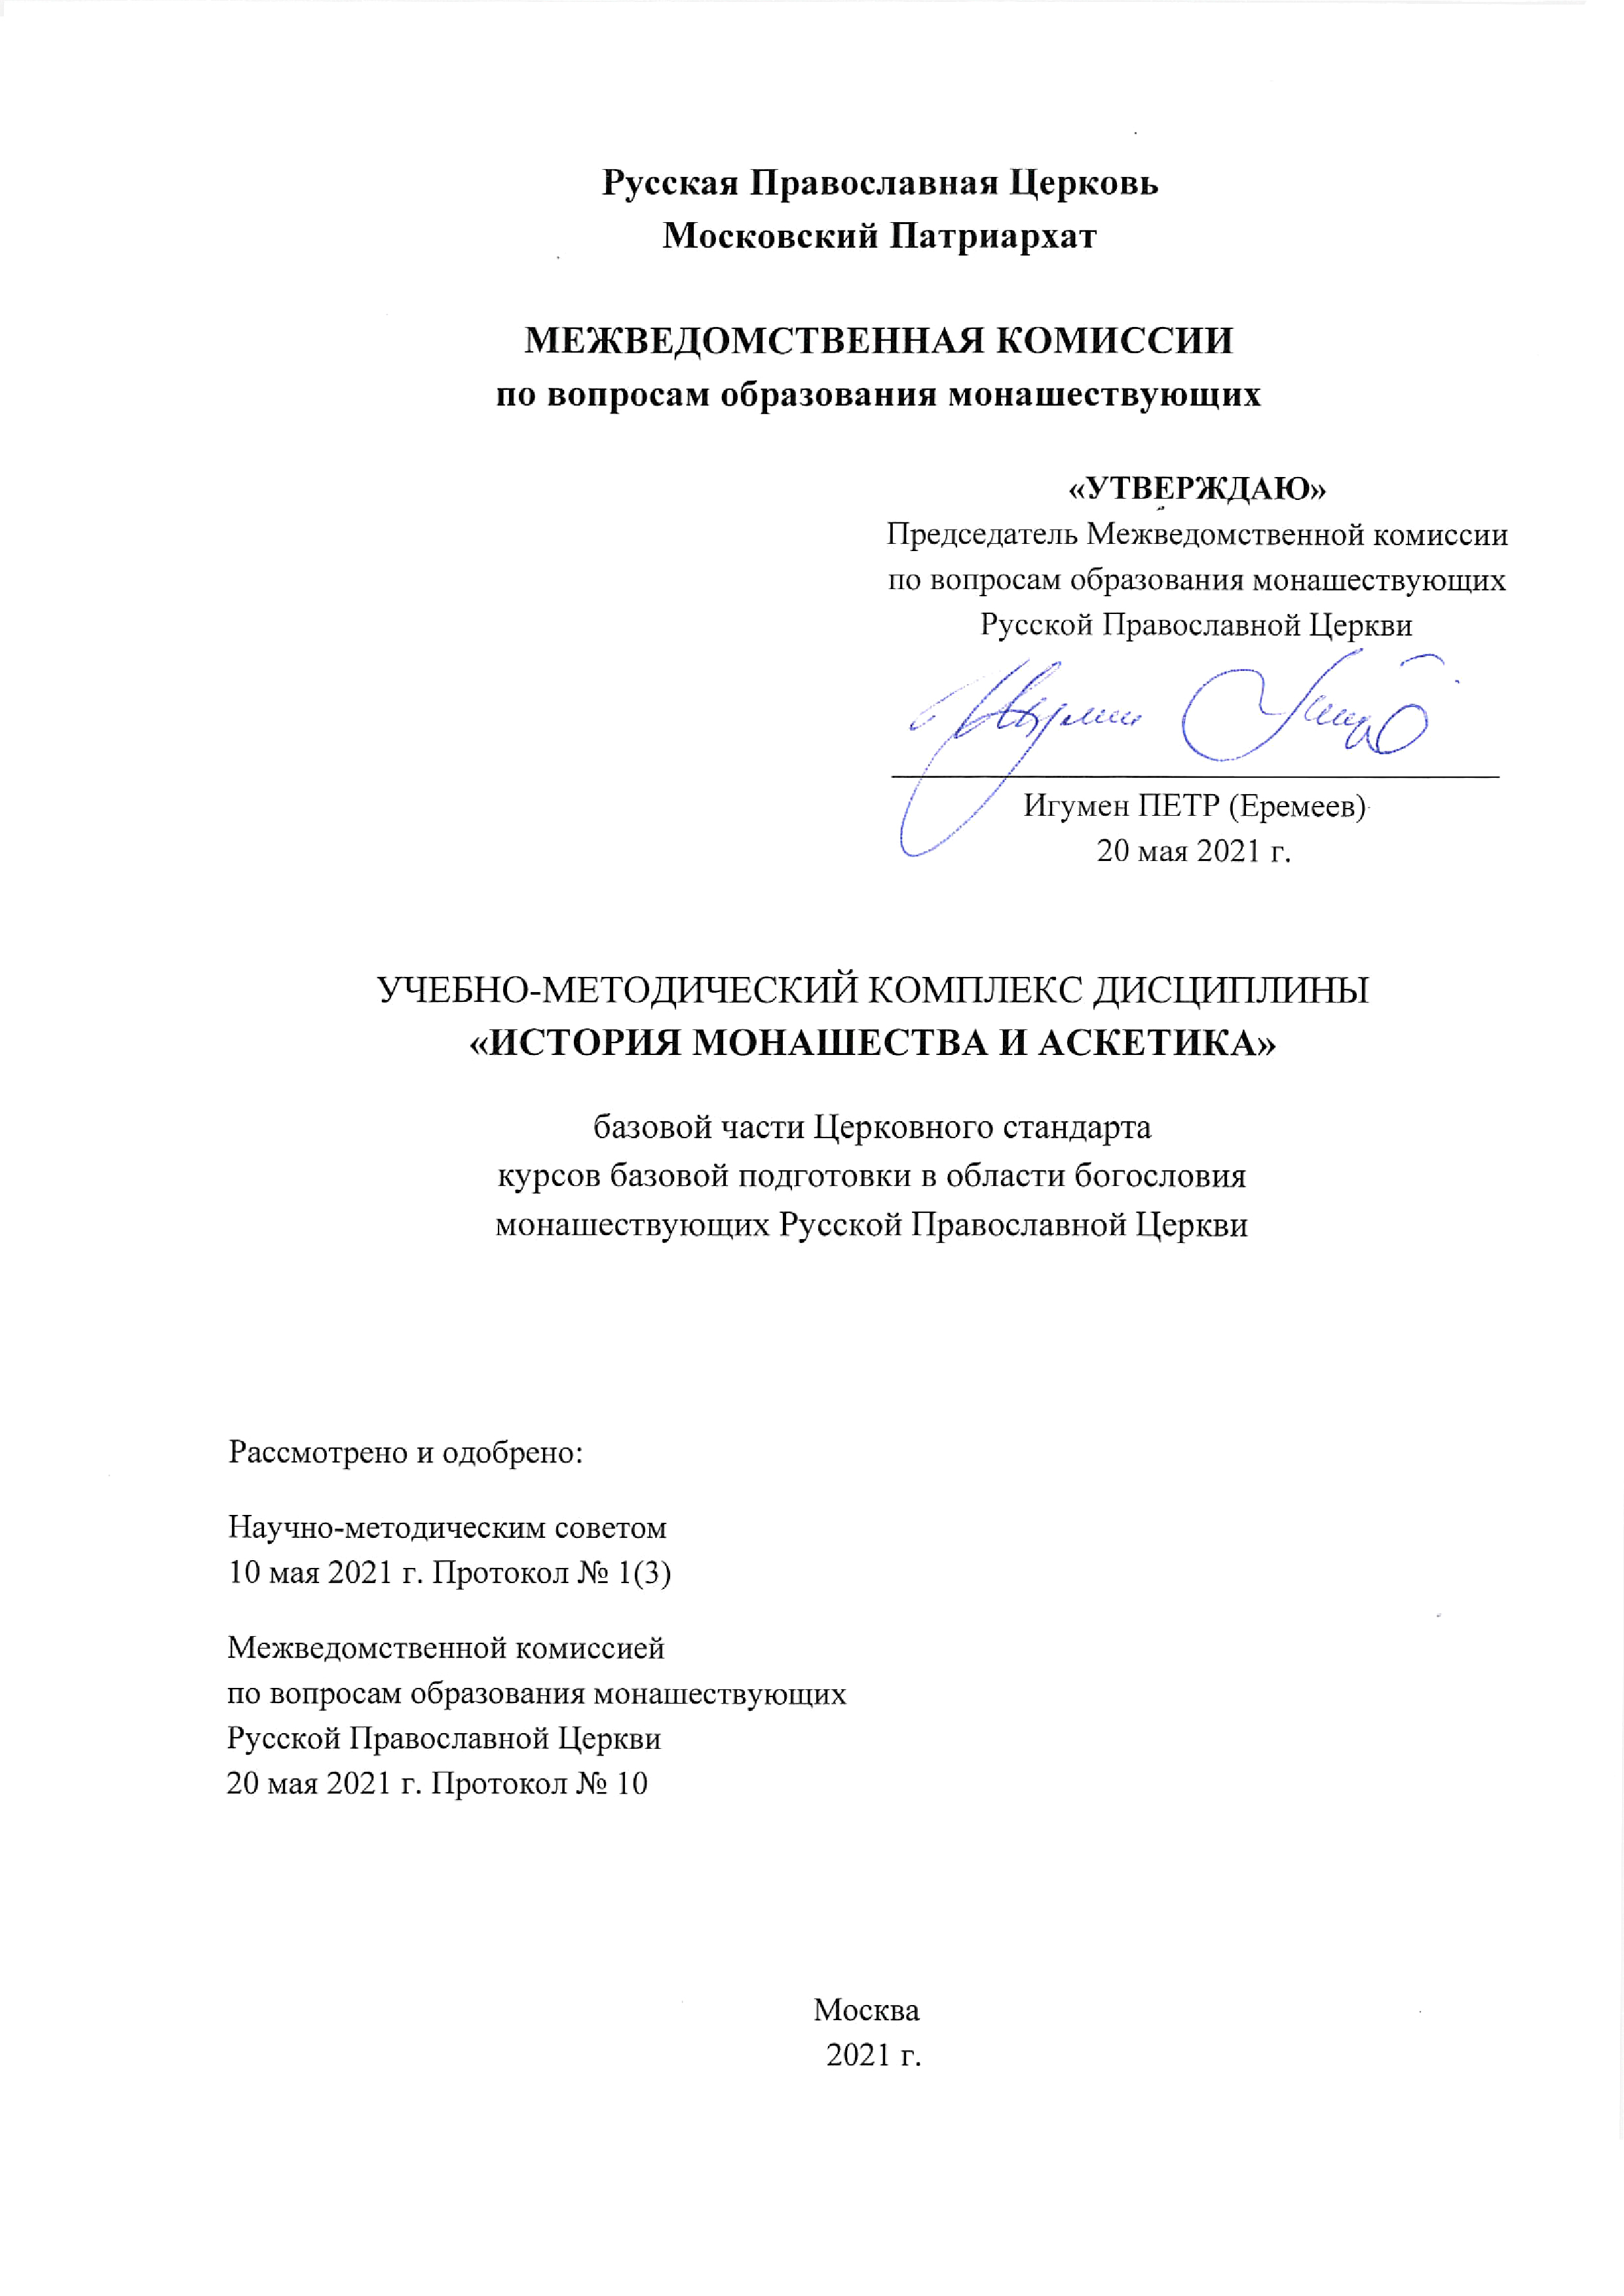 Русская Православная Церковь
Московский Патриархат
МЕЖВЕДОМСТВЕННАЯ КОМИССИИ
по вопросам образования монашествующих
«УТВЕРЖДАЮ»
Председатель Межведомственной комиссии
по вопросам образования монашествующих
Русской Православной Церкви
Игумен ПЕТР (Еремеев)
20 мая 2021 г.
УЧЕБНО-МЕТОДИЧЕСКИЙ КОМПЛЕКС ДИСЦИПЛИНЫ
«ИСТОРИЯ МОНАШЕСТВА И АСКЕТИКА»
базовой части Церковного стандарта
курсов базовой подготовки в области богословия
монашествующих Русской Православной Церкви
Рассмотрено и одобрено:
Научно-методическим советом
10 мая 2021 г. Протокол № 1(3)
Межведомственной комиссией
по вопросам образования монашествующих
Русской Православной Церкви
20 мая 2021 г. Протокол № 10
Москва
2021 г.